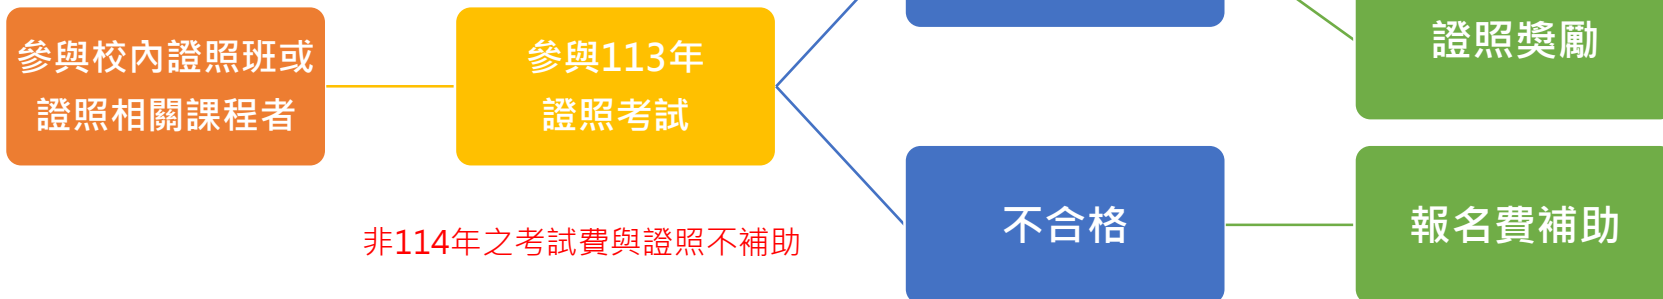 參與校內證照班或
證照相關課程者
參與113年
證照考試
證照獎勵
不合格
報名費補助
非114年之考試費與證照不補助